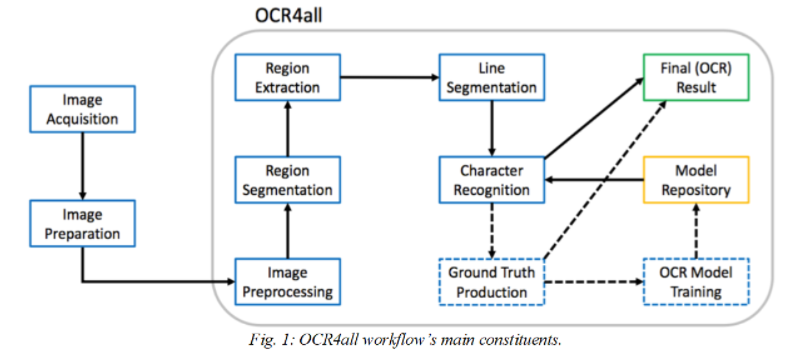 OCR4all
Image
Acquisition
Image
Preparation
Region
Extraction
Region
Segmentation
Image
Preprocessing
Line
Segmentation
Character
Recognition
Ground Truth
Production
Final (OCR)
Result
Model
Repository
OCR Model
Training
Fig. 1: OCR4all workflow's main constituents.